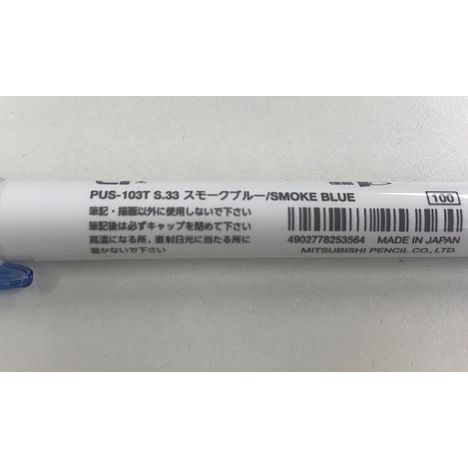 PUS-103T S.33 スモークブルー/SMOKE BLUE
100
筆記・描画以外に使用しないで下さい
筆記後は必ずキャップを閉めて下さい
高温になる所、直射日光に当たる所に
置かないで下さい
4902778253564 MADE IN JAPAN
MITSUBISHI PENCIL CO., LTD.